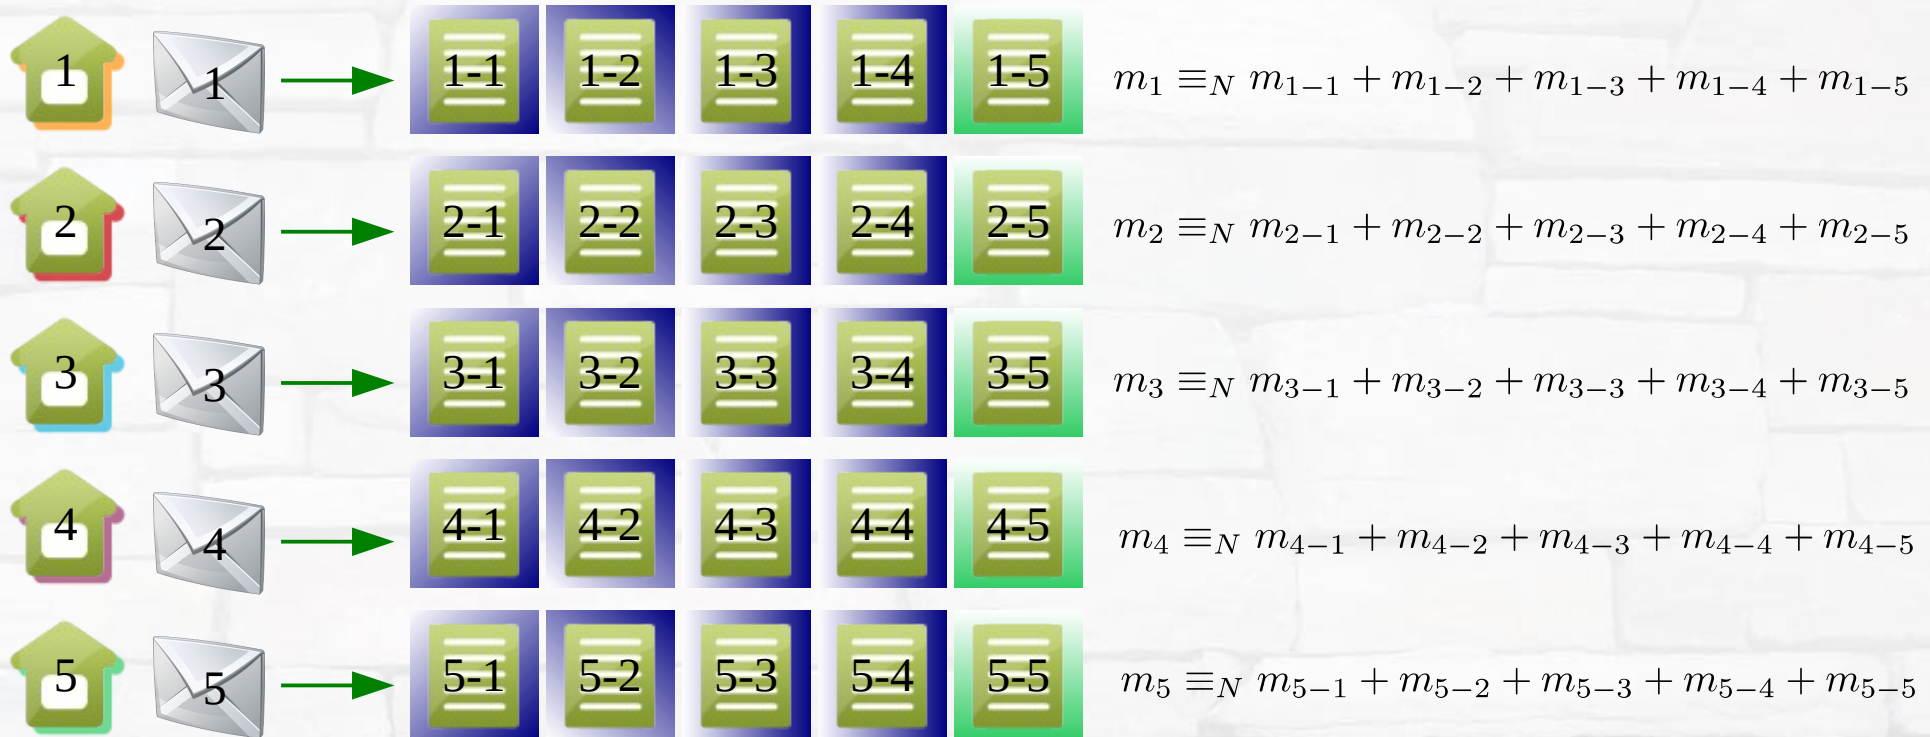 1 1 1-1 1-2 1-3 1-4 1-5 m₁ ≡_N m₁₋₁ + m₁₋₂ + m₁₋₃ + m₁₋₄ + m₁₋₅
2 2 2-1 2-2 2-3 2-4 2-5 m₂ ≡_N m₂₋₁ + m₂₋₂ + m₂₋₃ + m₂₋₄ + m₂₋₅
3 3 3-1 3-2 3-3 3-4 3-5 m₃ ≡_N m₃₋₁ + m₃₋₂ + m₃₋₃ + m₃₋₄ + m₃₋₅
4 4 4-1 4-2 4-3 4-4 4-5 m₄ ≡_N m₄₋₁ + m₄₋₂ + m₄₋₃ + m₄₋₄ + m₄₋₅
5 5 5-1 5-2 5-3 5-4 5-5 m₅ ≡_N m₅₋₁ + m₅₋₂ + m₅₋₃ + m₅₋₄ + m₅₋₅